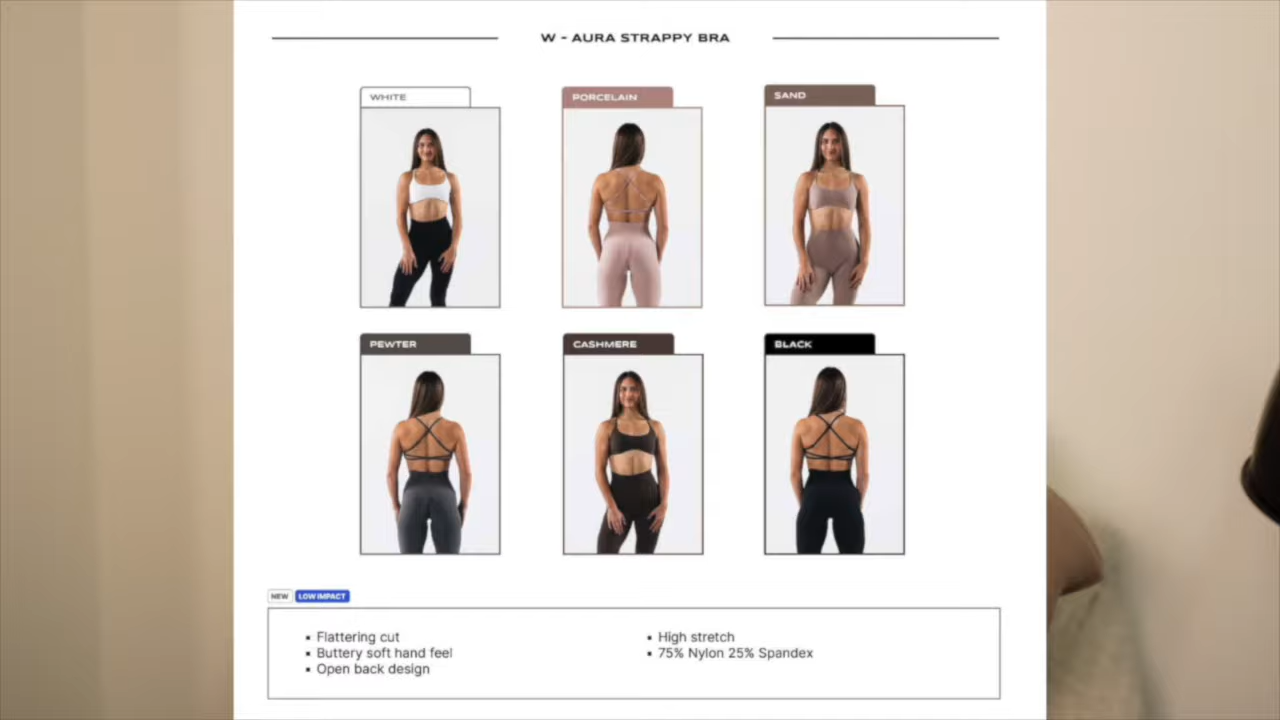 W - AURA STRAPPY BRA
WHITE
PORCELAIN
SAND
PEWTER
CASHMERE
BLACK
NEW
LOW IMPACT
▪ Flattering cut
▪ Buttery soft hand feel
▪ Open back design
▪ High stretch
▪ 75% Nylon 25% Spandex